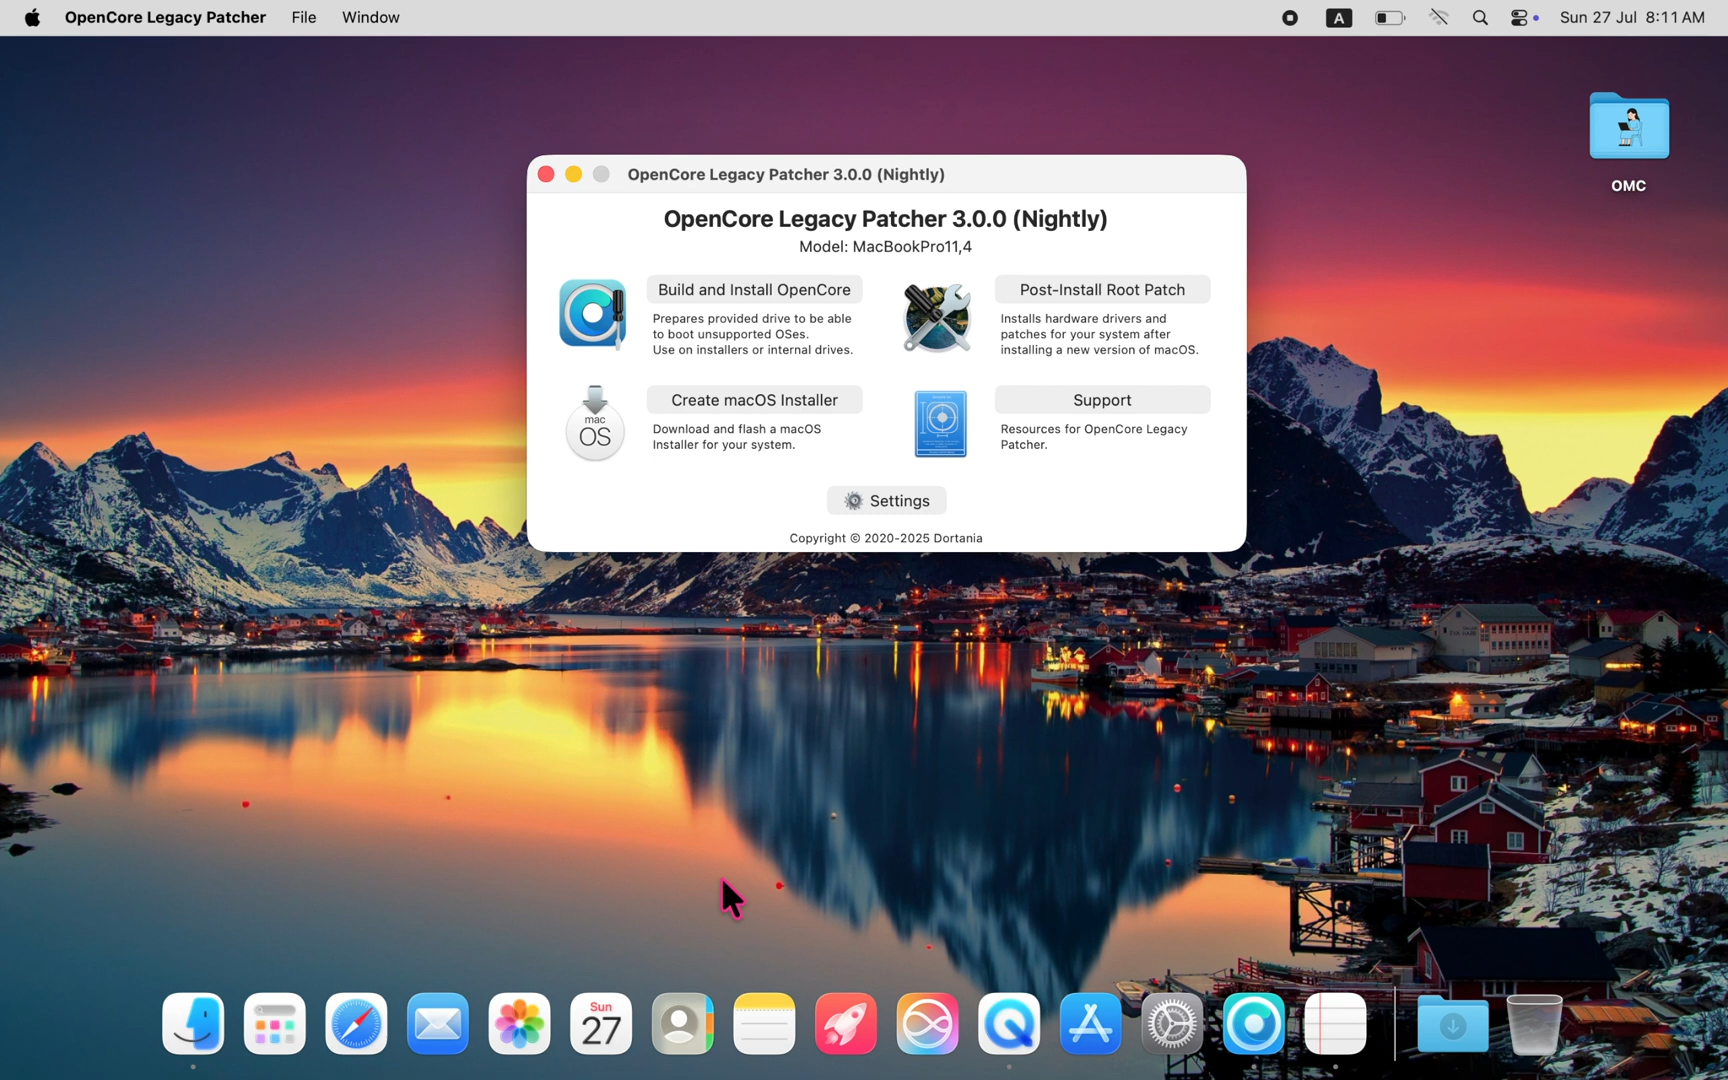 OpenCore Legacy Patcher File Window
A
Sun 27 Jul 8:11 AM
OMC
OpenCore Legacy Patcher 3.0.0 (Nightly)
OpenCore Legacy Patcher 3.0.0 (Nightly)
Model: MacBookPro11,4
Build and Install OpenCore
Prepares provided drive to be able
to boot unsupported OSes.
Use on installers or internal drives.
Post-Install Root Patch
Installs hardware drivers and
patches for your system after
installing a new version of macOS.
mac
OS
Create macOS Installer
Download and flash a macOS
Installer for your system.
Support
Resources for OpenCore Legacy
Patcher.
Settings
Copyright © 2020-2025 Dortania
Sun
27